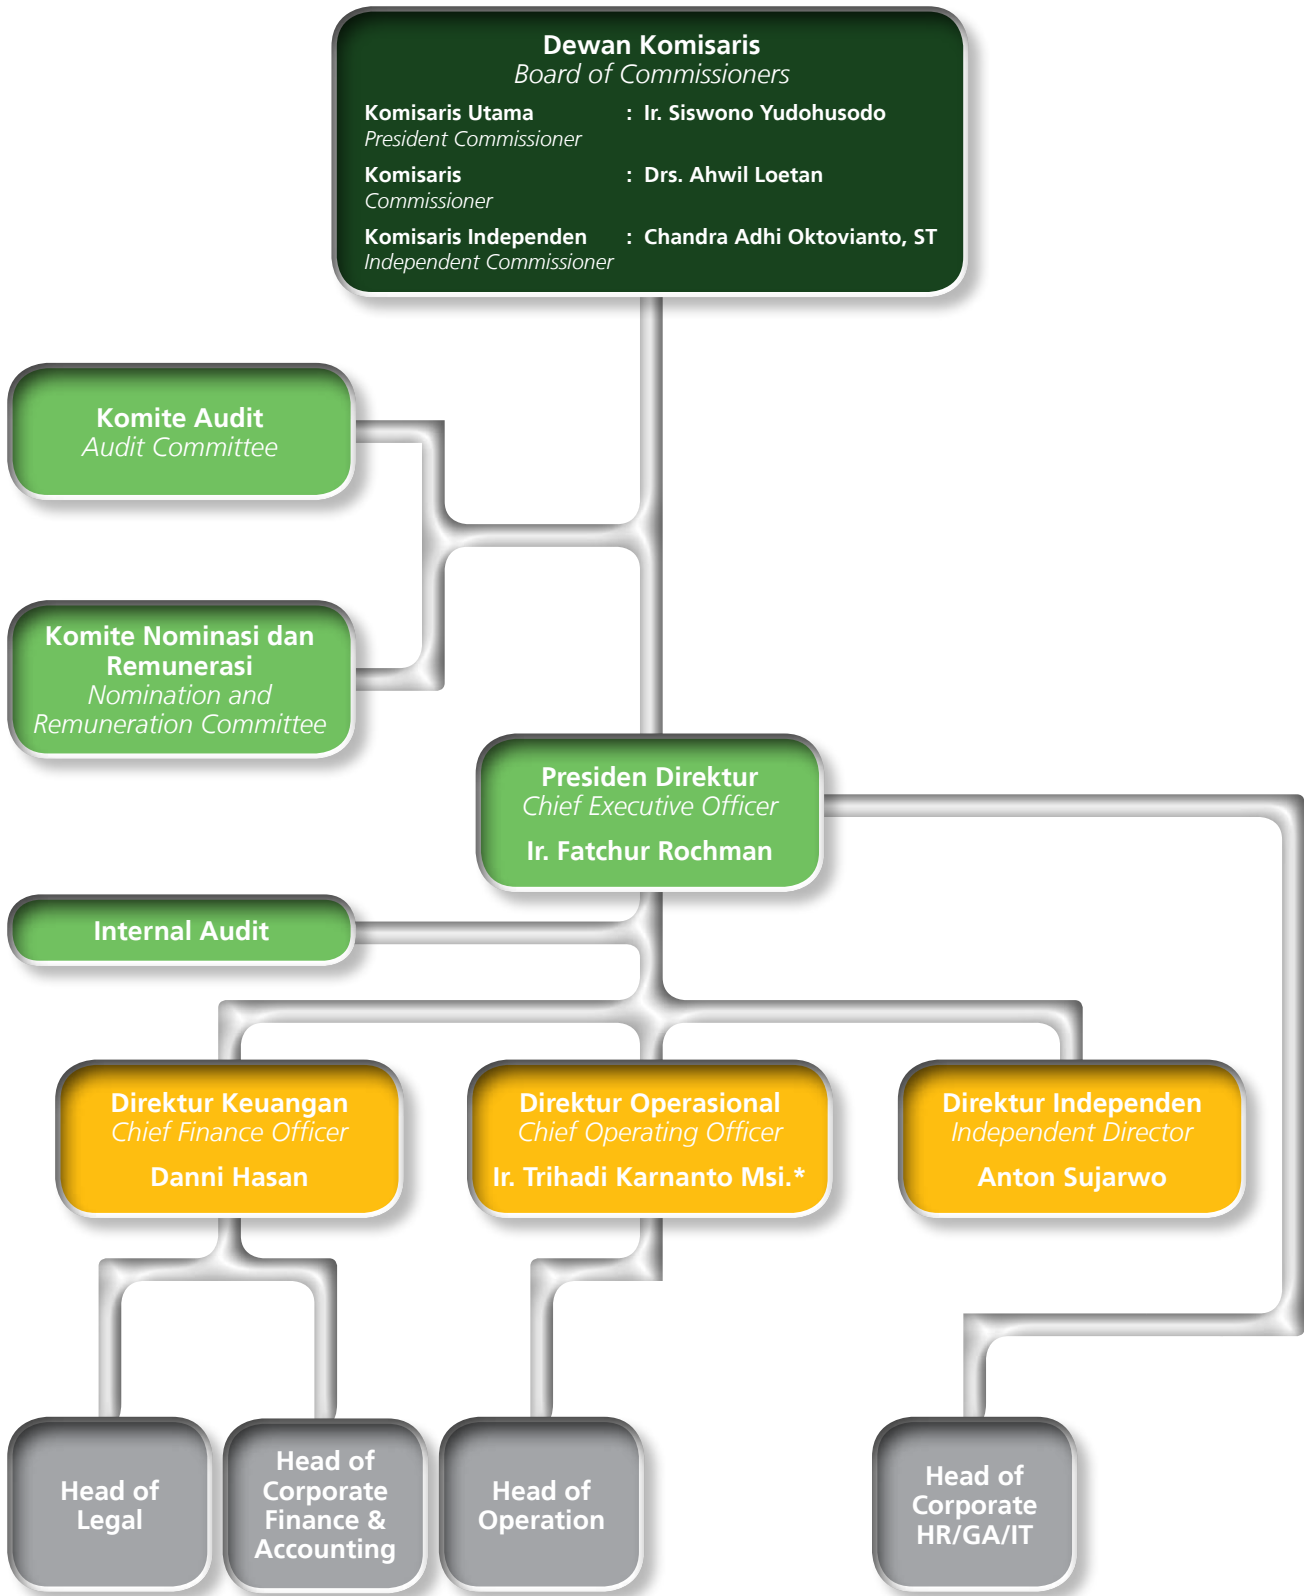 Dewan Komisaris
Board of Commissioners
Komisaris Utama : Ir. Siswono Yudohusodo
President Commissioner
Komisaris : Drs. Ahwil Loetan
Commissioner
Komisaris Independen : Chandra Adhi Oktovianto, ST
Independent Commissioner
Komite Audit
Audit Committee
Komite Nominasi dan
Remunerasi
Nomination and
Remuneration Committee
Presiden Direktur
Chief Executive Officer
Ir. Fatchur Rochman
Internal Audit
Direktur Keuangan
Chief Finance Officer
Danni Hasan
Direktur Operasional
Chief Operating Officer
Ir. Trihadi Karnanto Msi.*
Direktur Independen
Independent Director
Anton Sujarwo
Head of
Legal
Head of
Corporate
Finance &
Accounting
Head of
Operation
Head of
Corporate
HR/GA/IT